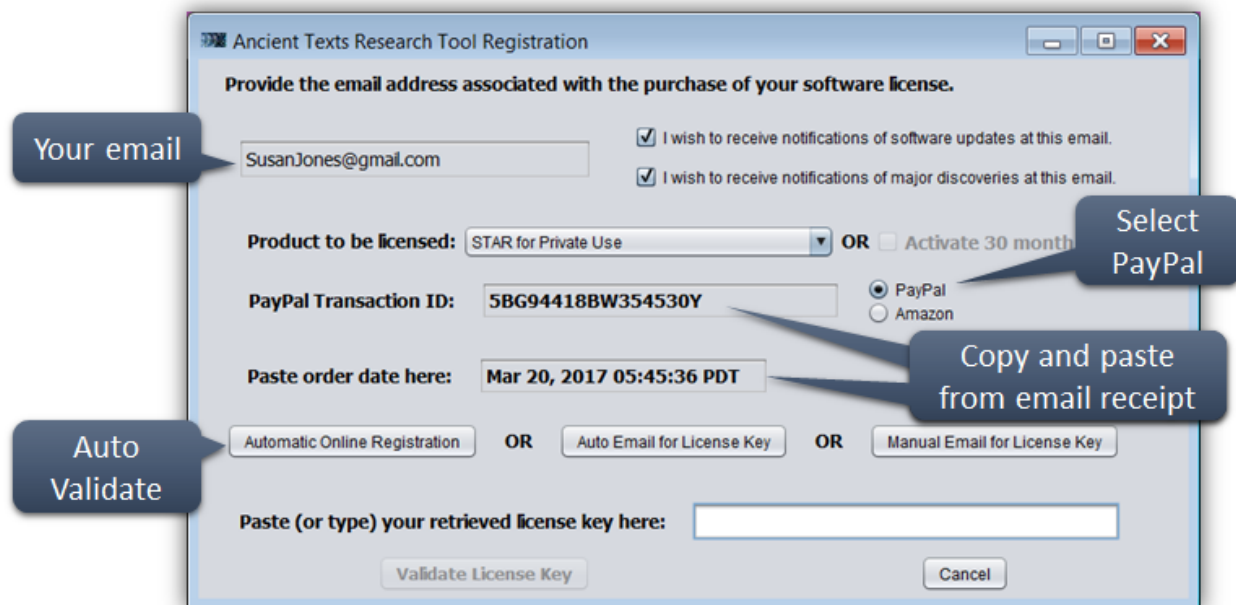 Ancient Texts Research Tool Registration
Provide the email address associated with the purchase of your software license.
Your email
SusanJones@gmail.com
I wish to receive notifications of software updates at this email.
I wish to receive notifications of major discoveries at this email.
Select
PayPal
Product to be licensed: STAR for Private Use OR Activate 30 month
PayPal Transaction ID: 5BG94418BW354530Y
PayPal
Amazon
Copy and paste
from email receipt
Paste order date here: Mar 20, 2017 05:45:36 PDT
Auto
Validate
Automatic Online Registration OR Auto Email for License Key OR Manual Email for License Key
Paste (or type) your retrieved license key here:
Validate License Key Cancel